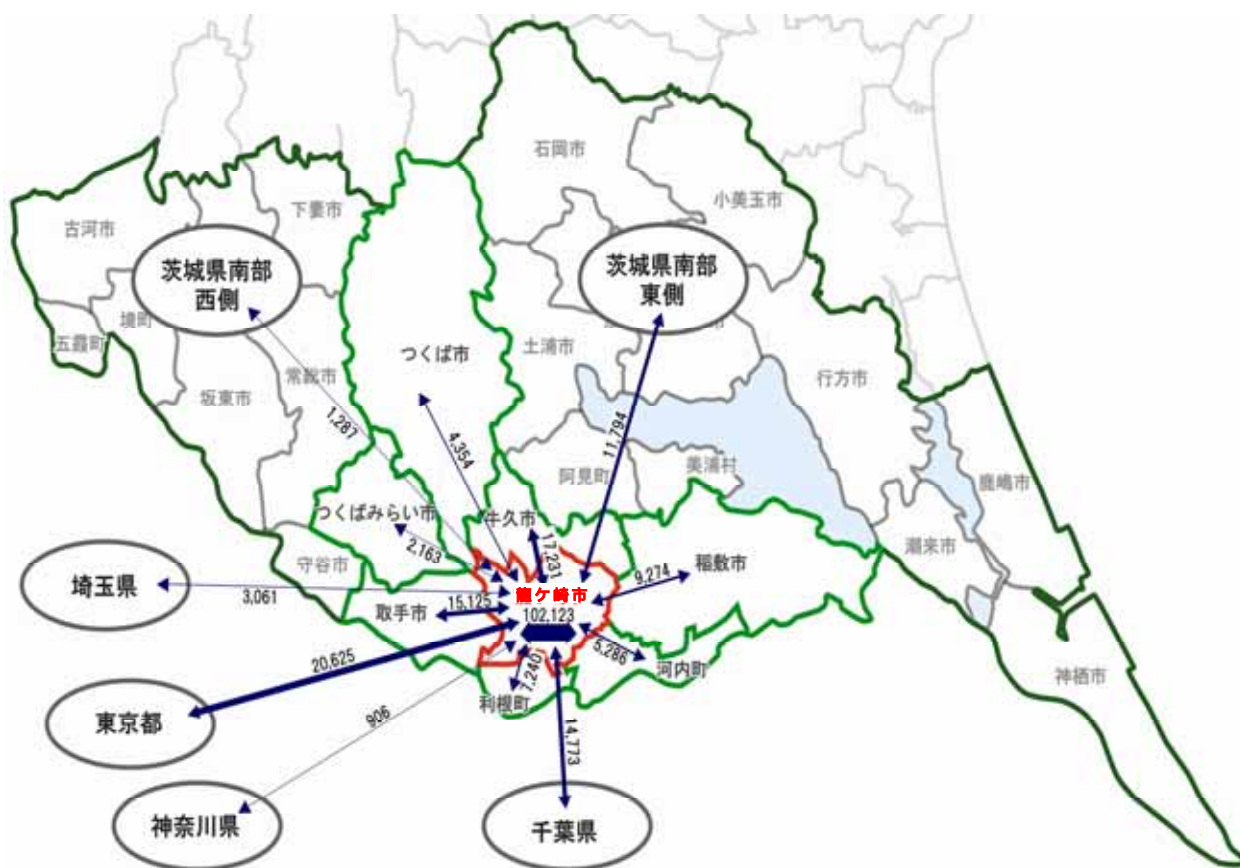 石岡市
小美玉市
下妻市
古河市
茨城県南部
西側
茨城県南部
東側
境町
五霞町
つくば市
土浦市
行方市
常総市
坂東市
1,287
4,354
11,794
阿見町
美浦村
鹿嶋市
つくばみらい市
牛久市
潮来市
2,163
17,231
守谷市
稲敷市
9,274
埼玉県
3,061
龍ケ崎市
取手市
15,125
102,123
20,625
5,286
河内町
神栖市
7,240
利根町
東京都
906
14,773
神奈川県
千葉県